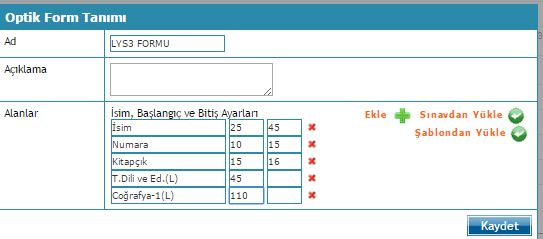 Optik Form Tanımı
Ad
LYS3 FORMU
Açıklama
Alanlar
İsim, Başlangıç ve Bitiş Ayarları
İsim 25 45
Numara 10 15
Kitapçık 15 16
T.Dili ve Ed.(L) 45
Coğrafya-1(L) 110
Ekle Sınavdan Yükle
Şablondan Yükle
Kaydet